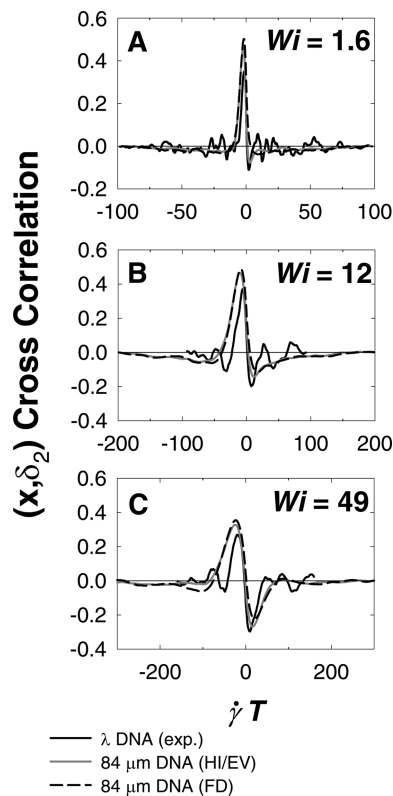 (x,δ₂) Cross Correlation
A
Wi = 1.6
0.6
0.4
0.2
0.0
-0.2
-100 -50 0 50 100
B
Wi = 12
0.6
0.4
0.2
0.0
-0.2
-0.4
-200 -100 0 100 200
C
Wi = 49
0.6
0.4
0.2
0.0
-0.2
0.4
-200 0 200
γ̇ T
λ DNA (exp.)
84 μm DNA (HI/EV)
84 μm DNA (FD)